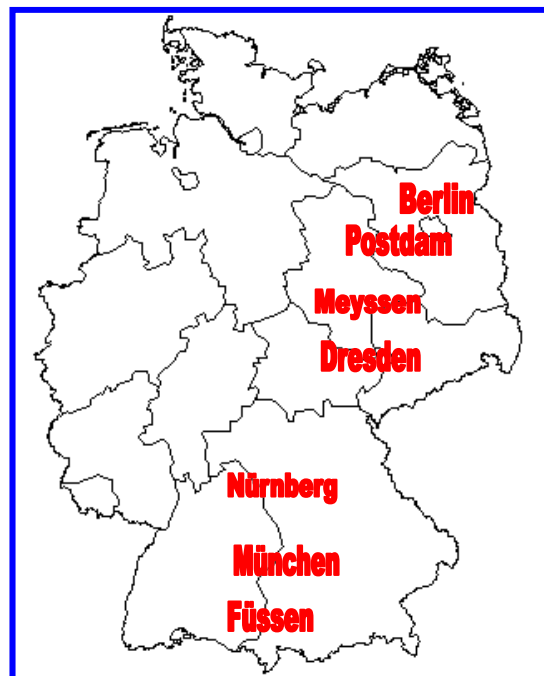 Berlin
Postdam
Meyssen
Dresden
Nürnberg
München
Füssen